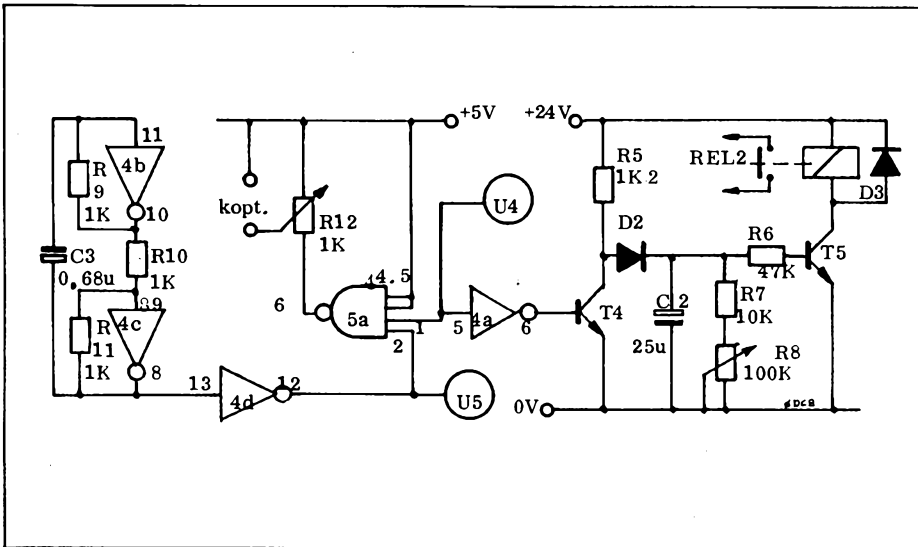 +5V
+24V
11
4b
R
9
1K
10
R10
1K
C3
0,68u
9
4c
R
11
1K
8
13
4d
12
kopt.
R12
1K
6
5a
4.5
1
2
U4
U5
5
4a
6
R5
1K2
D2
T4
C2
25u
R6
47K
R7
10K
R8
100K
REL2
D3
T5
0V